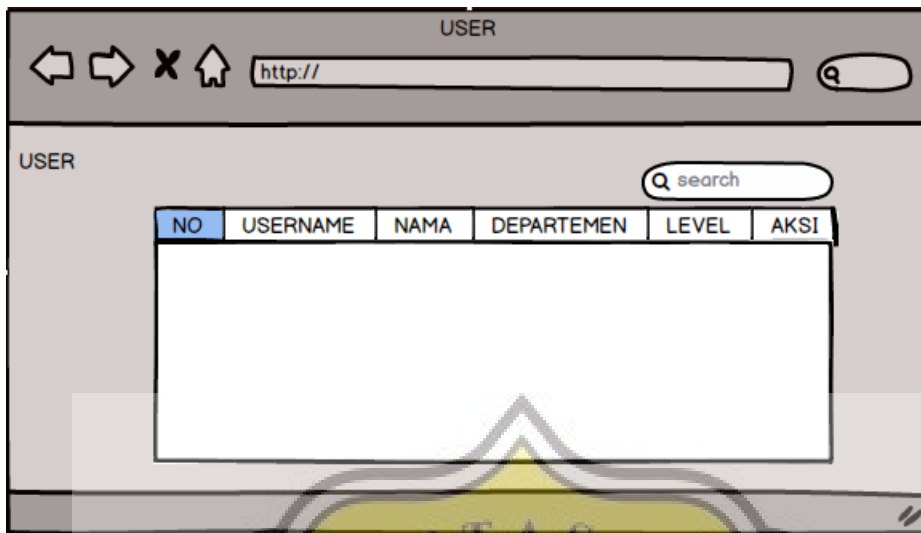 USER
http://
USER
search
NO USERNAME NAMA DEPARTEMEN LEVEL AKSI
T A S